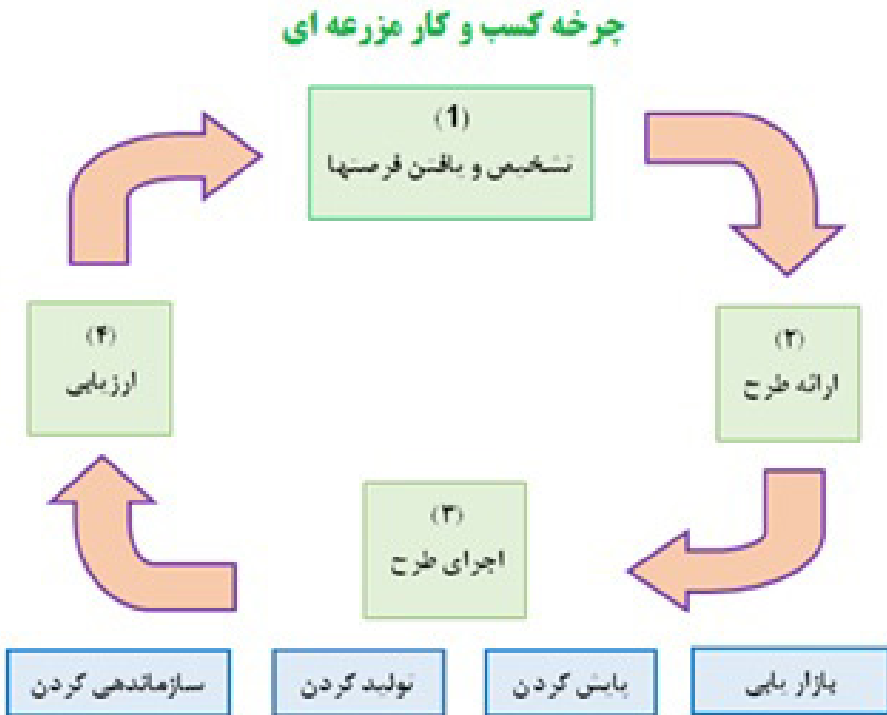 چرخه کسب و کار مزرعه ای
(1)
تشخیص و یافتن فرصتها
(۲)
ارائه طرح
(۳)
اجرای طرح
(۴)
ارزیابی
بازار یابی
پایش کردن
تولید کردن
سازماندهی کردن